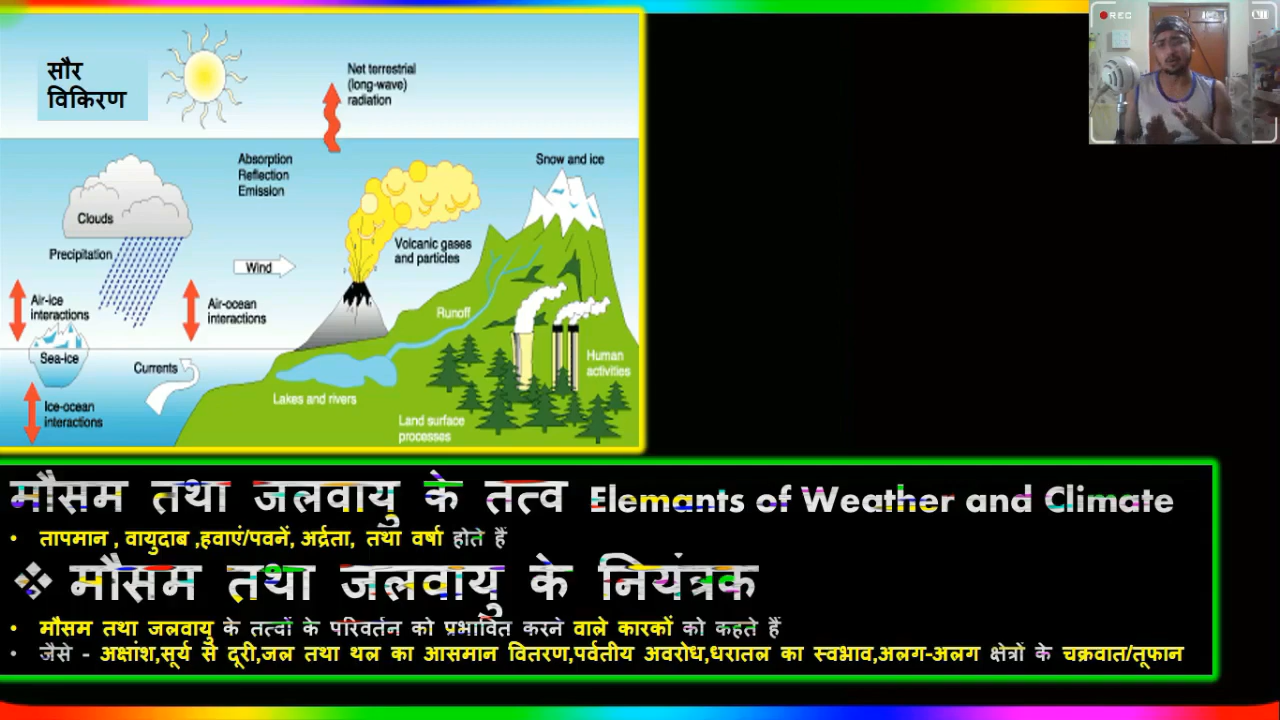 REC
सौर
विकिरण
Net terrestrial
(long-wave)
radiation
Absorption
Reflection
Emission
Snow and ice
Clouds
Precipitation
Wind
Volcanic gases
and particles
Air-ice
interactions
Air-ocean
interactions
Runoff
Sea-ice
Currents
Human
activities
Lakes and rivers
Ice-ocean
interactions
Land surface
processes
मौसम तथा जलवायु के तत्व Elemants of Weather and Climate
• तापमान , वायुदाब ,हवाएं/पवनें, अर्द्रता, तथा वर्षा होते हैं
❖ मौसम तथा जलवायु के नियंत्रक
• मौसम तथा जलवायु के तत्वों के परिवर्तन को प्रभावित करने वाले कारकों को कहते हैं
• जैसे - अक्षांश,सूर्य से दूरी,जल तथा थल का आसमान वितरण,पर्वतीय अवरोध,धरातल का स्वभाव,अलग-अलग क्षेत्रों के चक्रवात/तूफान